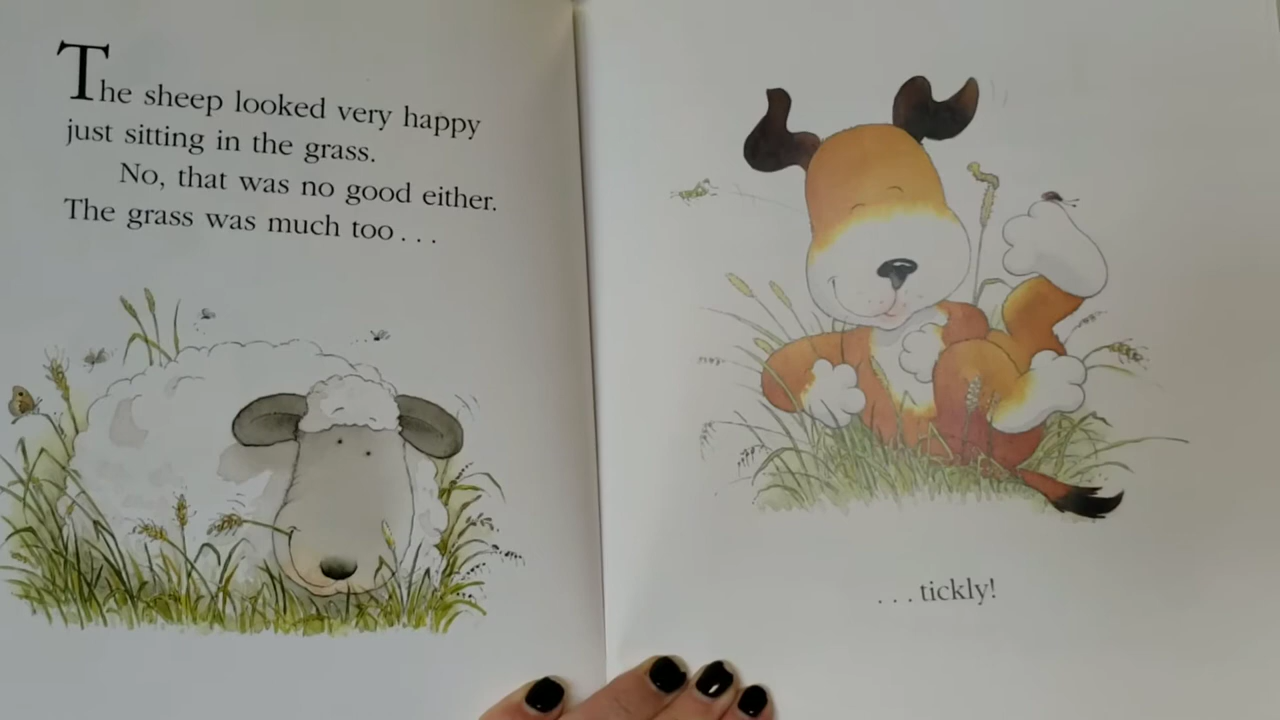 The sheep looked very happy
just sitting in the grass.
No, that was no good either.
The grass was much too . . .
. . . tickly!